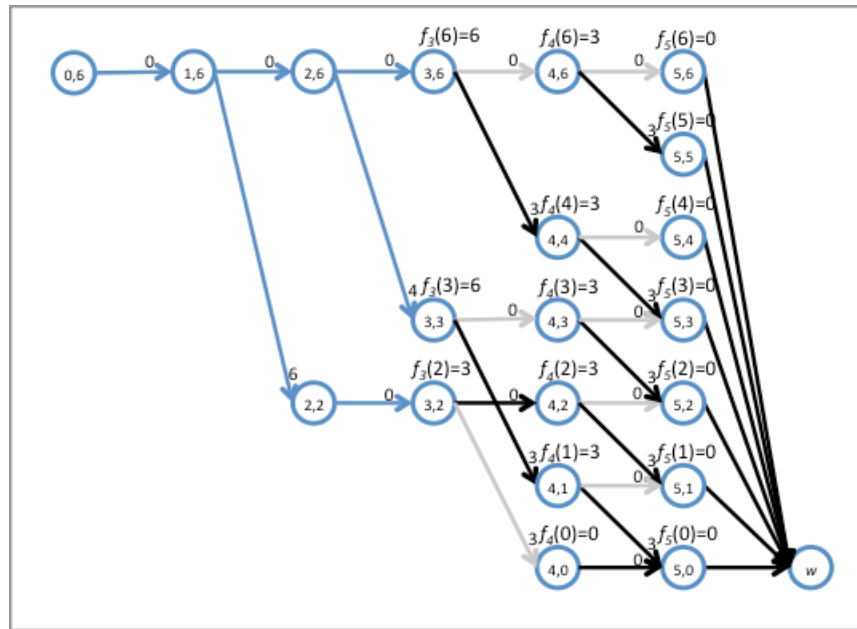 f3(6)=6 f4(6)=3 f5(6)=0
0,6 0 1,6 0 2,6 0 3,6 0 4,6 0 5,6
3 f5(5)=0
5,5
3 f4(4)=3 f5(4)=0
4,4 0 5,4
4 f3(3)=6 f4(3)=3 3 f5(3)=0
3,3 0 4,3 0 5,3
6 f3(2)=3 f4(2)=3 3 f5(2)=0
2,2 0 3,2 0 4,2 0 5,2
3 f4(1)=3 3 f5(1)=0
4,1 0 5,1
3 f4(0)=0 3 f5(0)=0
4,0 0 5,0 w